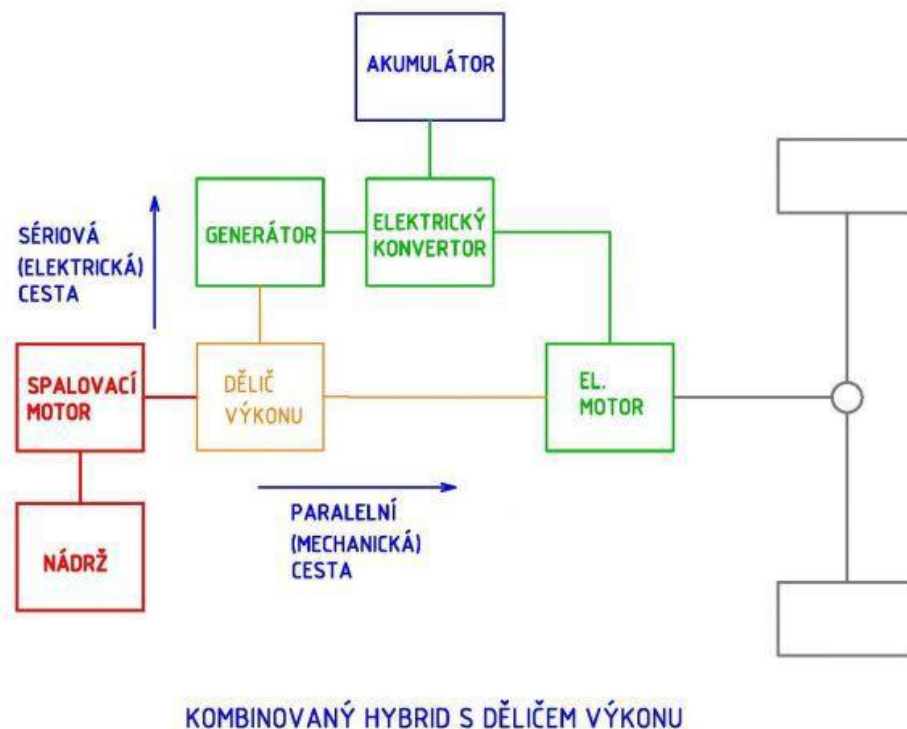 AKUMULÁTOR
GENERÁTOR
ELEKTRICKÝ
KONVERTOR
SÉRIOVÁ
(ELEKTRICKÁ)
CESTA
SPALOVACÍ
MOTOR
DĚLIČ
VÝKONU
EL.
MOTOR
NÁDRŽ
PARALELNÍ
(MECHANICKÁ)
CESTA
KOMBINOVANÝ HYBRID S DĚLIČEM VÝKONU